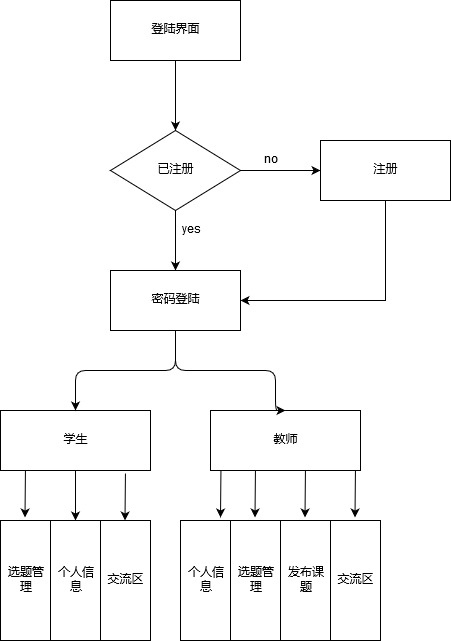 登陆界面
已注册
no
注册
yes
密码登陆
学生
教师
选题管
理
个人信
息
交流区
个人信
息
选题管
理
发布课
题
交流区